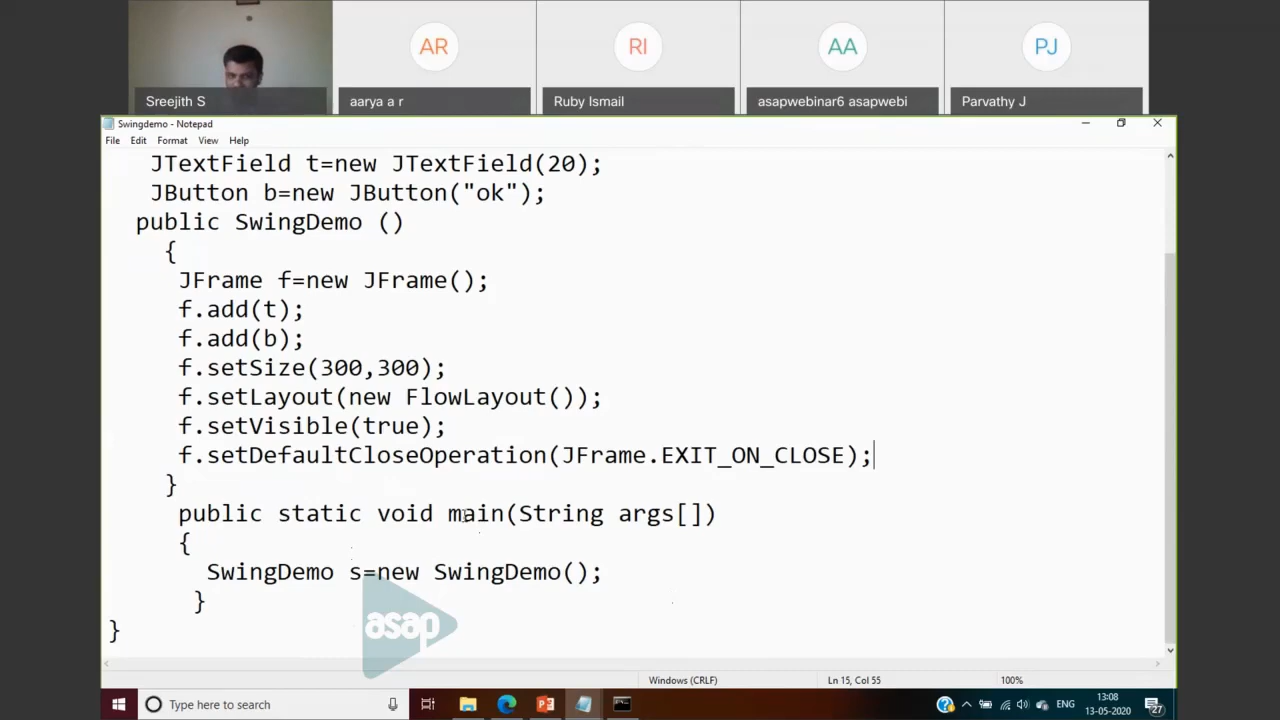 AR
RI
AA
PJ
Sreejith S
aarya a r
Ruby Ismail
asapwebinar6 asapwebi
Parvathy J
Swingdemo - Notepad
File Edit Format View Help
JTextField t=new JTextField(20);
JButton b=new JButton("ok");
public SwingDemo ()
{
JFrame f=new JFrame();
f.add(t);
f.add(b);
f.setSize(300,300);
f.setLayout(new FlowLayout());
f.setVisible(true);
f.setDefaultCloseOperation(JFrame.EXIT_ON_CLOSE);
}
public static void main(String args[])
{
SwingDemo s=new SwingDemo();
}
asap
}
Windows (CRLF) Ln 15, Col 55 100%
Type here to search
ENG
13:08
13-05-2020
27